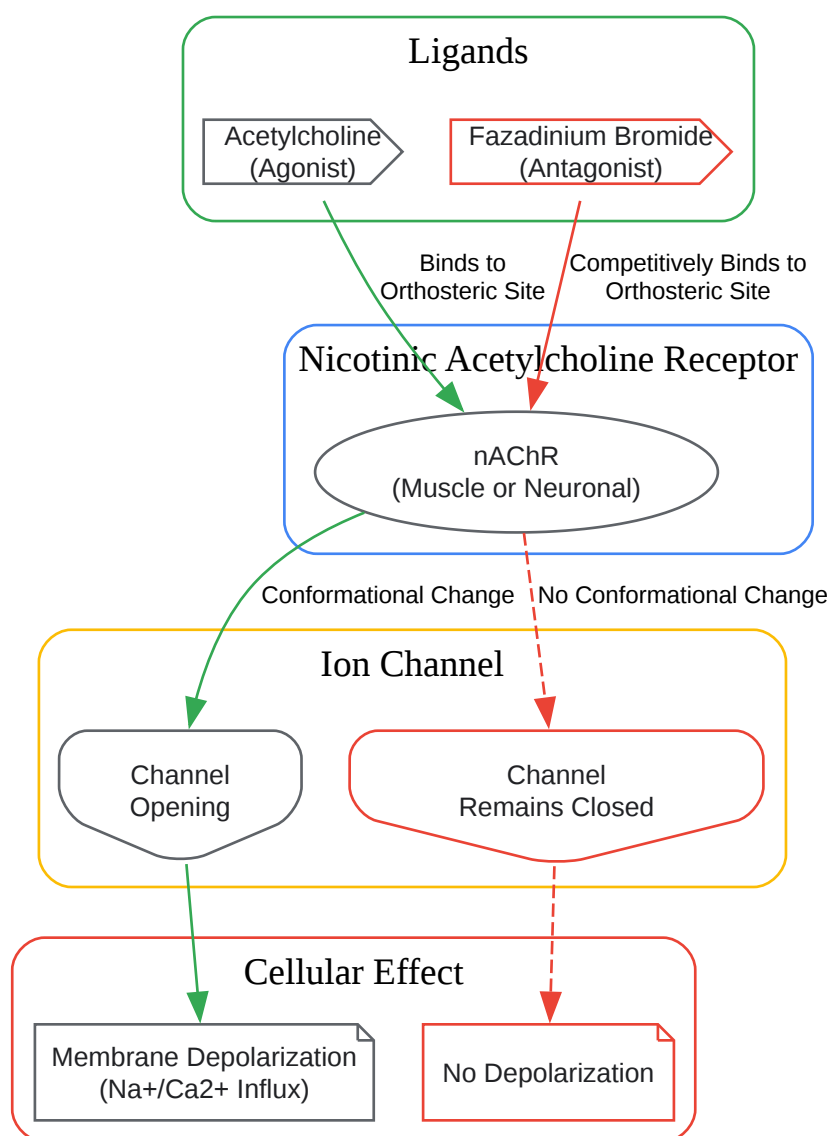 Ligands
Acetylcholine
(Agonist)
Fazadinium Bromide
(Antagonist)
Binds to
Orthosteric Site
Competitively Binds to
Orthosteric Site
Nicotinic Acetylcholine Receptor
nAChR
(Muscle or Neuronal)
Conformational Change
No Conformational Change
Ion Channel
Channel
Opening
Channel
Remains Closed
Cellular Effect
Membrane Depolarization
(Na+/Ca2+ Influx)
No Depolarization